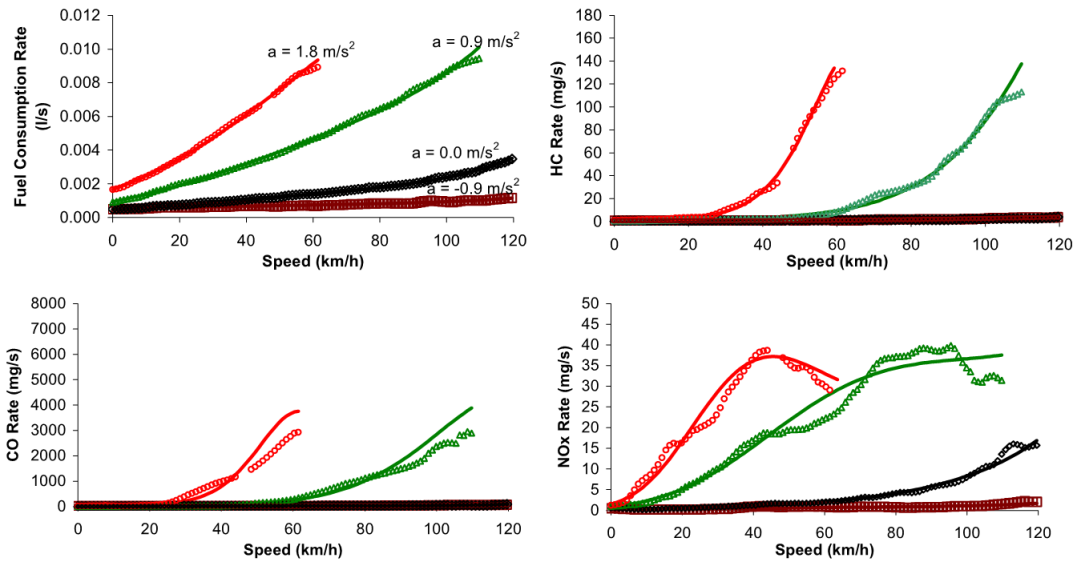 0.012
0.010
0.008
0.006
0.004
0.002
0.000
Fuel Consumption Rate
(l/s)
a = 1.8 m/s²
a = 0.9 m/s²
a = 0.0 m/s²
a = -0.9 m/s²
0 20 40 60 80 100 120
Speed (km/h)
180
160
140
120
100
80
60
40
20
0
HC Rate (mg/s)
0 20 40 60 80 100 120
Speed (km/h)
8000
7000
6000
5000
4000
3000
2000
1000
0
CO Rate (mg/s)
0 20 40 60 80 100 120
Speed (km/h)
50
45
40
35
30
25
20
15
10
5
0
NOx Rate (mg/s)
0 20 40 60 80 100 120
Speed (km/h)